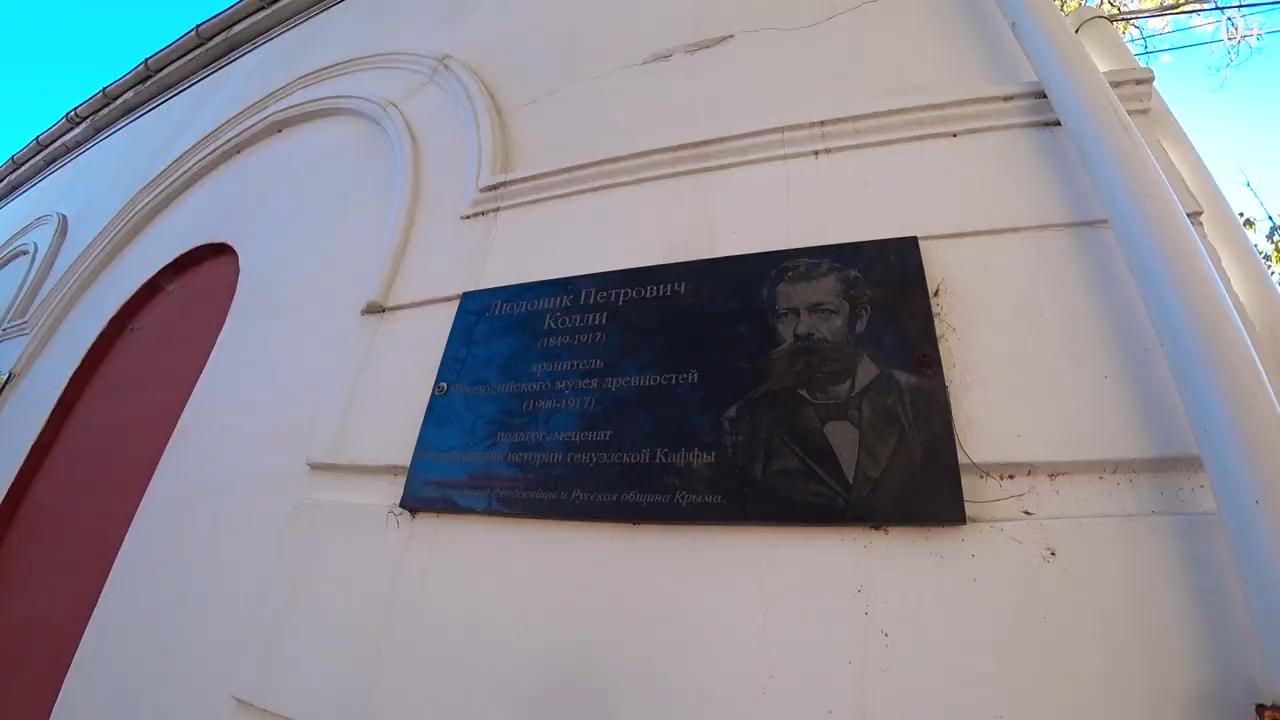 Людовик Петрович
Колли
(1849-1917)
хранитель
Феодосийского музея древностей
(1900-1917)
педагог, меценат
истории генуэзской Каффы
феодосийцы и Русская община Крыма